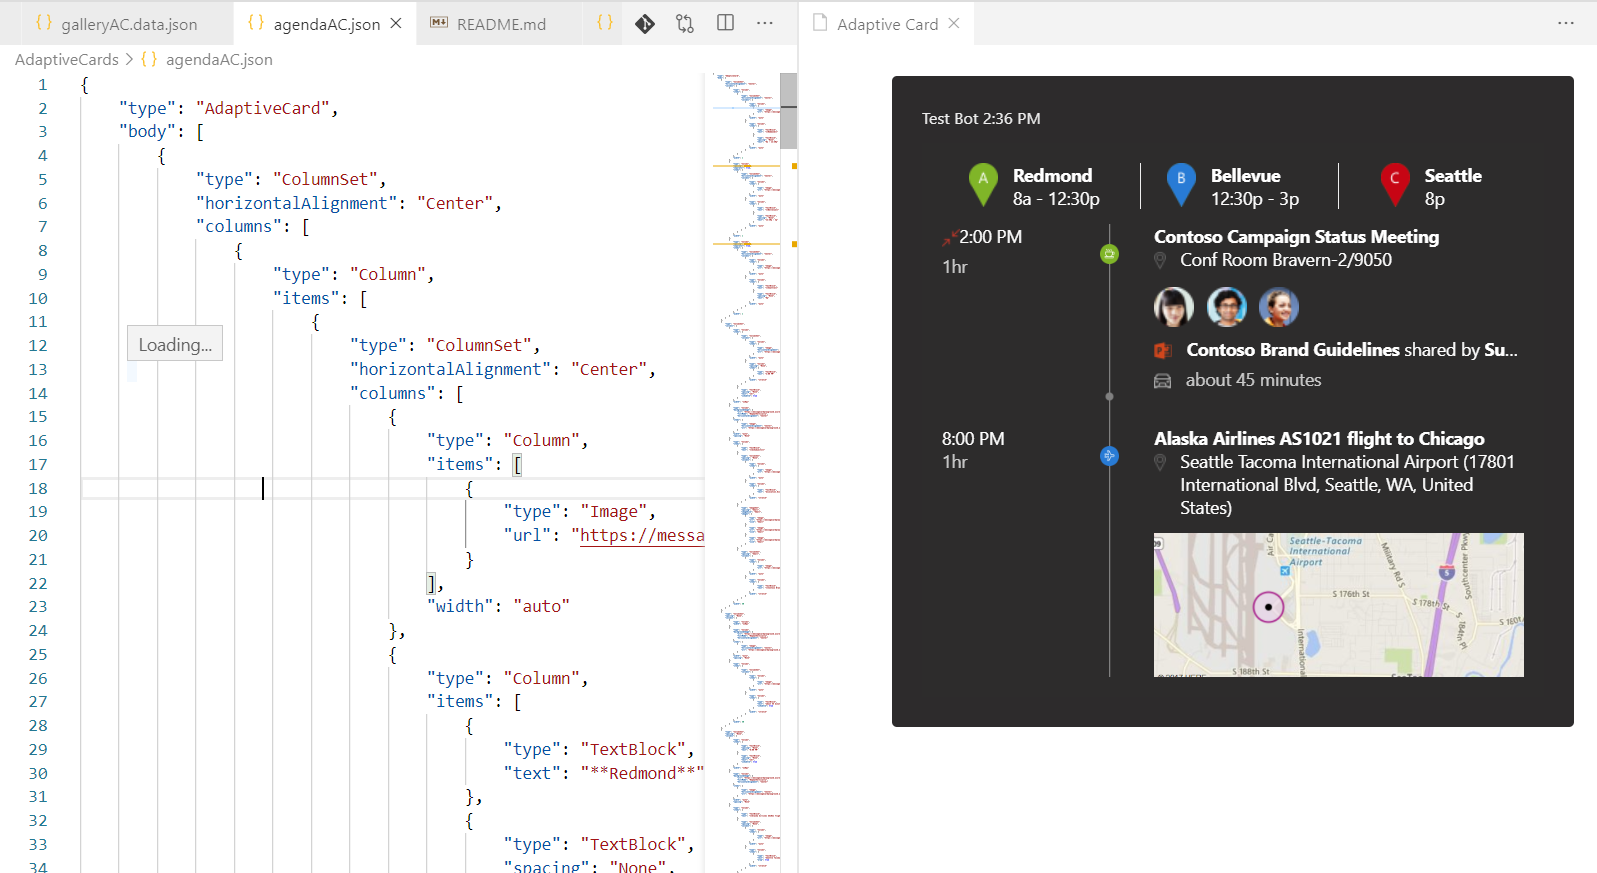 galleryAC.data.json
agendaAC.json
README.md
AdaptiveCards > {} agendaAC.json
1 {
2 "type": "AdaptiveCard",
3 "body": [
4 {
5 "type": "ColumnSet",
6 "horizontalAlignment": "Center",
7 "columns": [
8 {
9 "type": "Column",
10 "items": [
11 {
12 "type": "ColumnSet",
13 "horizontalAlignment": "Center",
14 "columns": [
15 {
16 "type": "Column",
17 "items": [
18 {
19 "type": "Image",
20 "url": "https://messa
21 }
22 ],
23 "width": "auto"
24 },
25 {
26 "type": "Column",
27 "items": [
28 {
29 "type": "TextBlock",
30 "text": "**Redmond**"
31 },
32 {
33 "type": "TextBlock",
34 "spacing": "None",
Loading...
Adaptive Card
Test Bot 2:36 PM
A
Redmond
8a - 12:30p
B
Bellevue
12:30p - 3p
C
Seattle
8p
2:00 PM
1hr
Contoso Campaign Status Meeting
Conf Room Bravern-2/9050
Contoso Brand Guidelines shared by Su...
about 45 minutes
8:00 PM
1hr
Alaska Airlines AS1021 flight to Chicago
Seattle Tacoma International Airport (17801
International Blvd, Seattle, WA, United
States)
Seattle-Tacoma
International
Airport
Air Ca
Military Rd S
Southcenter Pkwy
5
S 176th St
S 178th St
S 180
S 184th Pl
International
S 188th St